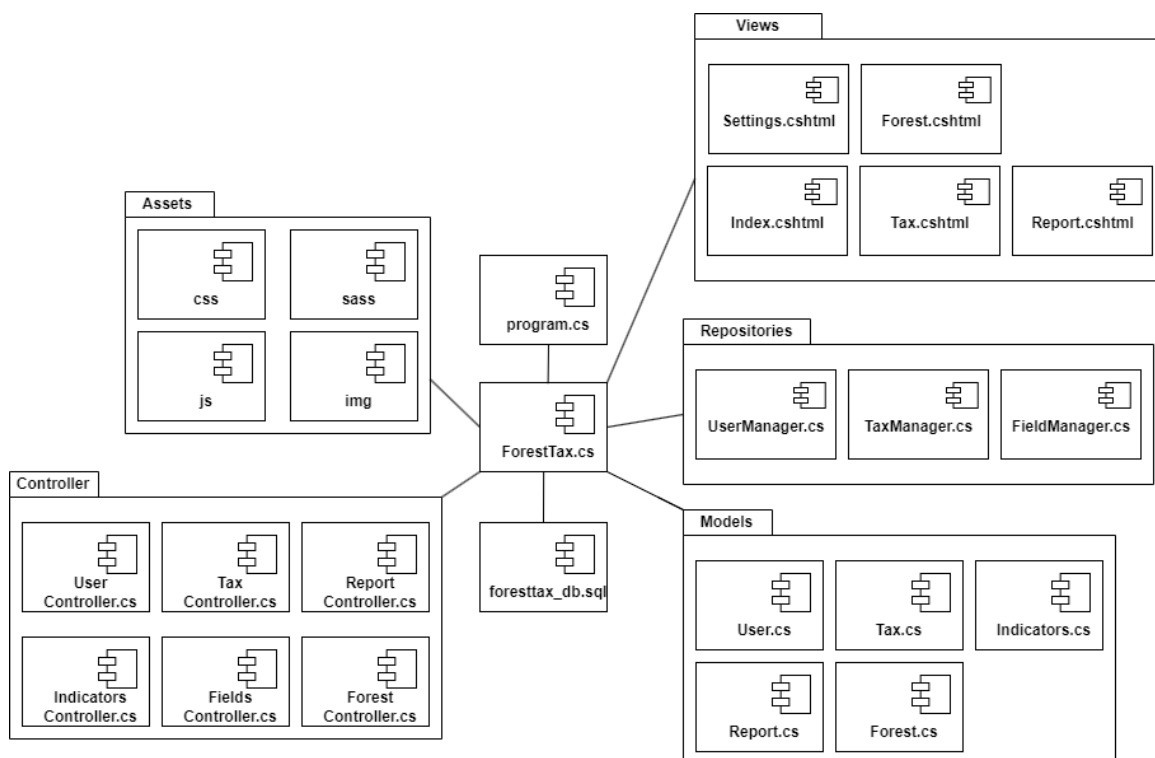 Views
Settings.cshtml
Forest.cshtml
Index.cshtml
Tax.cshtml
Report.cshtml
Assets
css
sass
js
img
program.cs
ForestTax.cs
foresttax_db.sql
Repositories
UserManager.cs
TaxManager.cs
FieldManager.cs
Controller
User
Controller.cs
Tax
Controller.cs
Report
Controller.cs
Indicators
Controller.cs
Fields
Controller.cs
Forest
Controller.cs
Models
User.cs
Tax.cs
Indicators.cs
Report.cs
Forest.cs